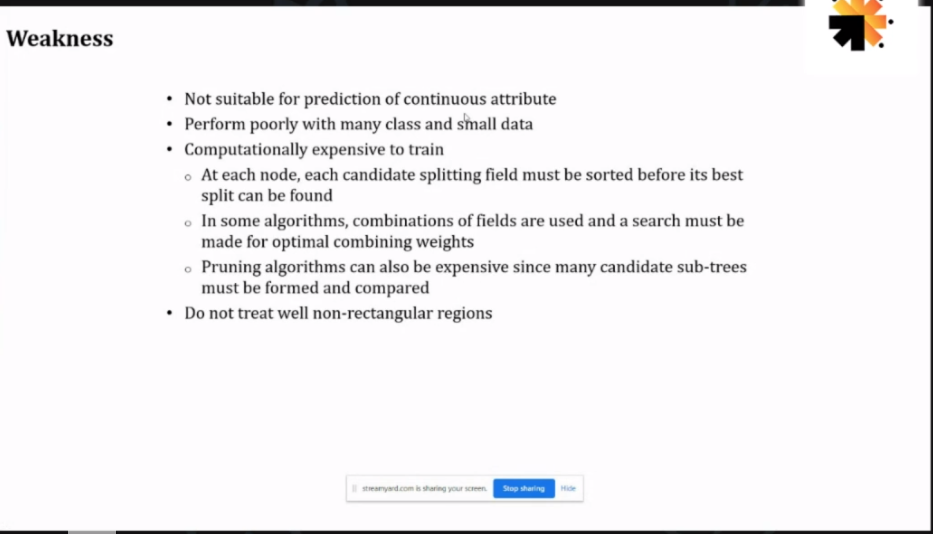 Weakness
• Not suitable for prediction of continuous attribute
• Perform poorly with many class and small data
• Computationally expensive to train
o At each node, each candidate splitting field must be sorted before its best
split can be found
o In some algorithms, combinations of fields are used and a search must be
made for optimal combining weights
o Pruning algorithms can also be expensive since many candidate sub-trees
must be formed and compared
• Do not treat well non-rectangular regions
streamyard.com is sharing your screen.
Stop sharing
Hide